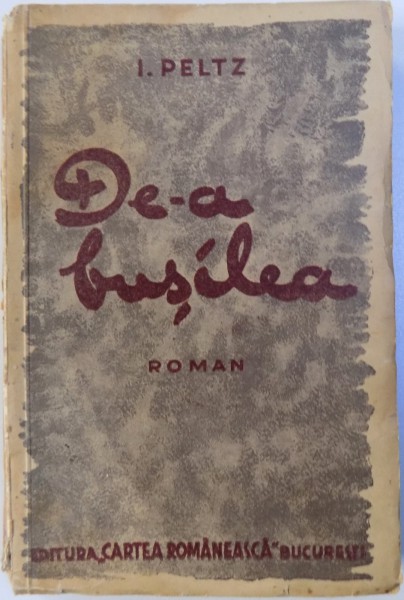 I. PELTZ
De-a
bușilea
ROMAN
EDITURA „CARTEA ROMÂNEASCĂ" BUCUREȘTI